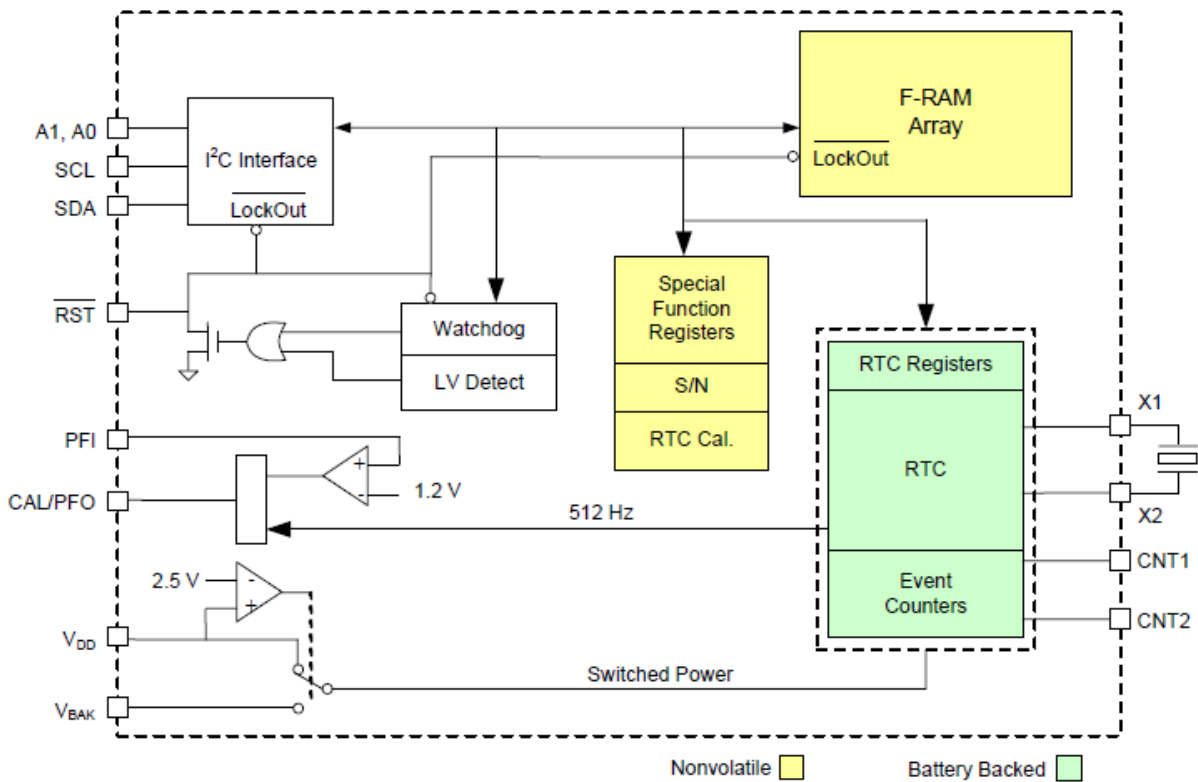 F-RAM
Array
LockOut
A1, A0
SCL
SDA
I²C Interface
LockOut
RST
Watchdog
LV Detect
Special
Function
Registers
S/N
RTC Cal.
RTC Registers
RTC
Event
Counters
X1
X2
CNT1
CNT2
PFI
CAL/PFO
+
-
1.2 V
512 Hz
2.5 V
-
+
VDD
VBAK
Switched Power
Nonvolatile
Battery Backed